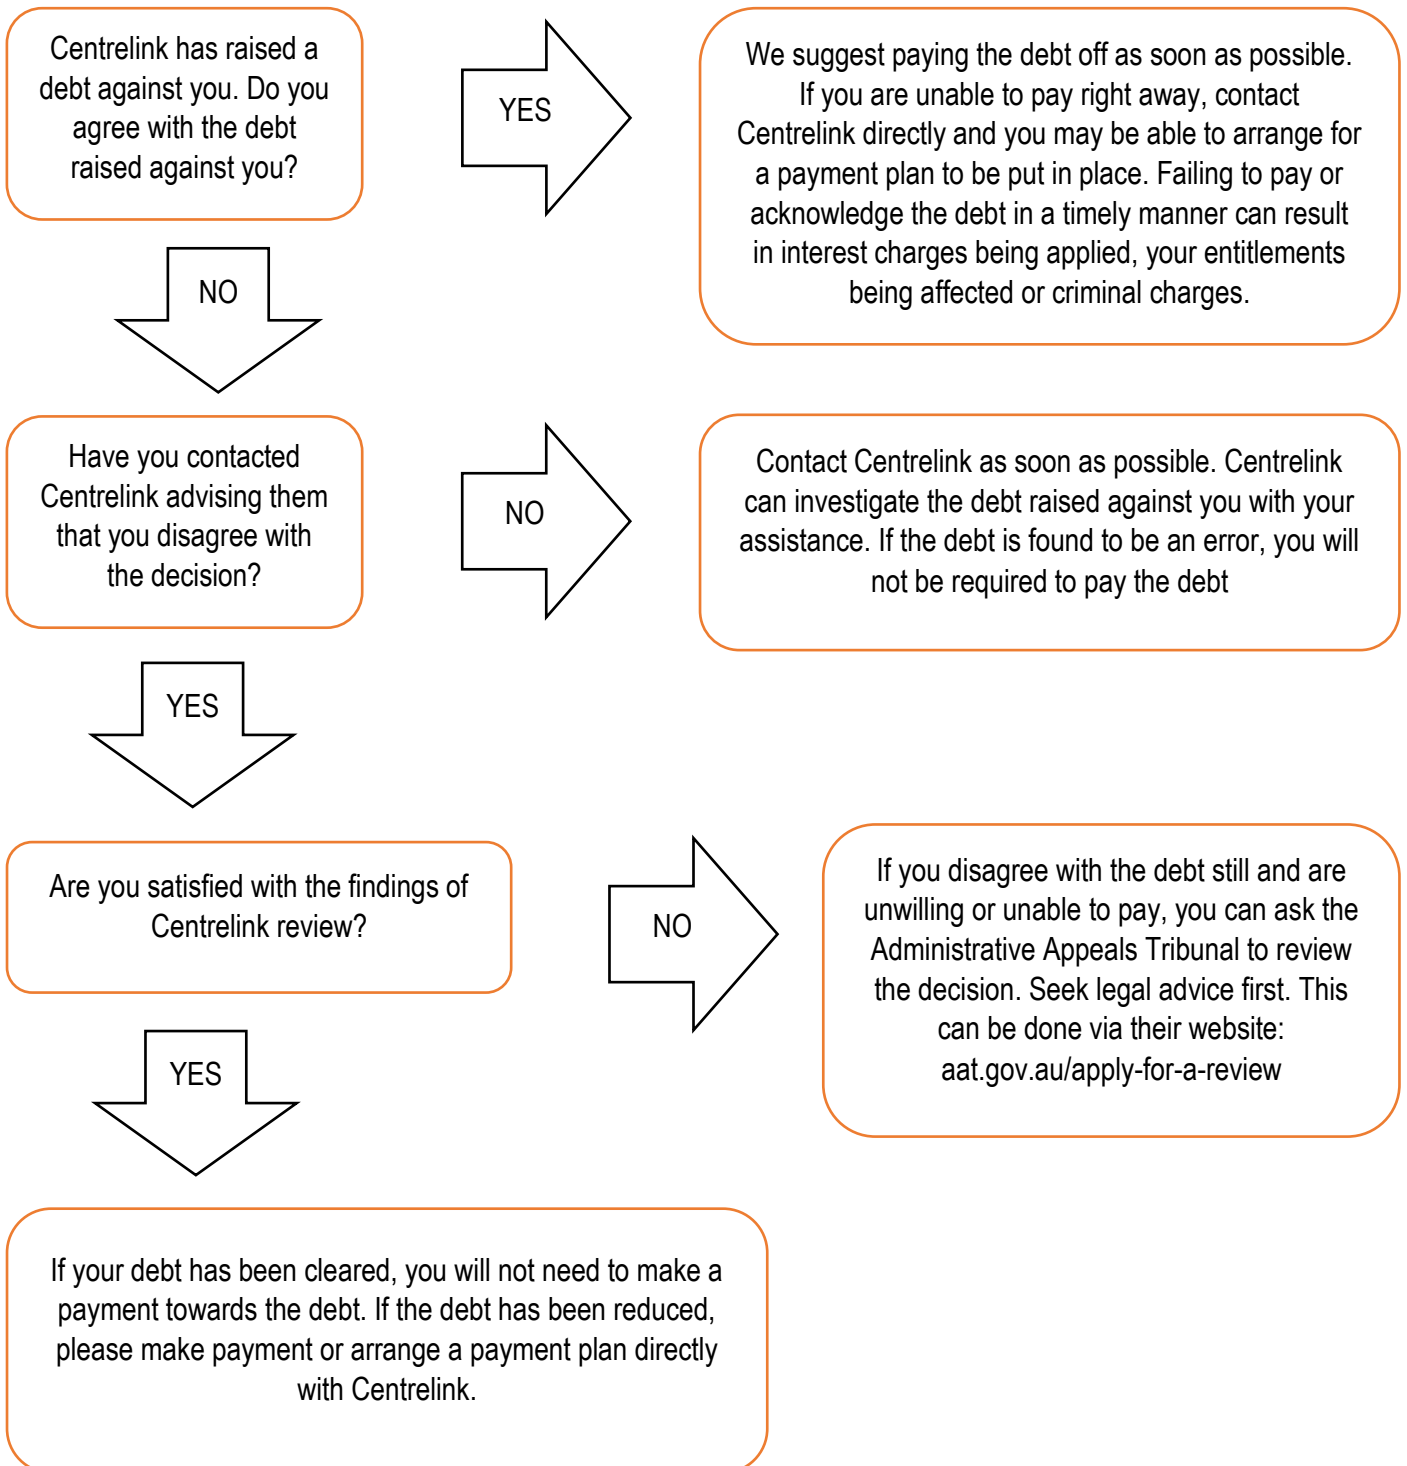 Centrelink has raised a
debt against you. Do you
agree with the debt
raised against you?
YES
We suggest paying the debt off as soon as possible.
If you are unable to pay right away, contact
Centrelink directly and you may be able to arrange for
a payment plan to be put in place. Failing to pay or
acknowledge the debt in a timely manner can result
in interest charges being applied, your entitlements
being affected or criminal charges.
NO
Have you contacted
Centrelink advising them
that you disagree with
the decision?
NO
Contact Centrelink as soon as possible. Centrelink
can investigate the debt raised against you with your
assistance. If the debt is found to be an error, you will
not be required to pay the debt
YES
Are you satisfied with the findings of
Centrelink review?
NO
If you disagree with the debt still and are
unwilling or unable to pay, you can ask the
Administrative Appeals Tribunal to review
the decision. Seek legal advice first. This
can be done via their website:
aat.gov.au/apply-for-a-review
YES
If your debt has been cleared, you will not need to make a
payment towards the debt. If the debt has been reduced,
please make payment or arrange a payment plan directly
with Centrelink.